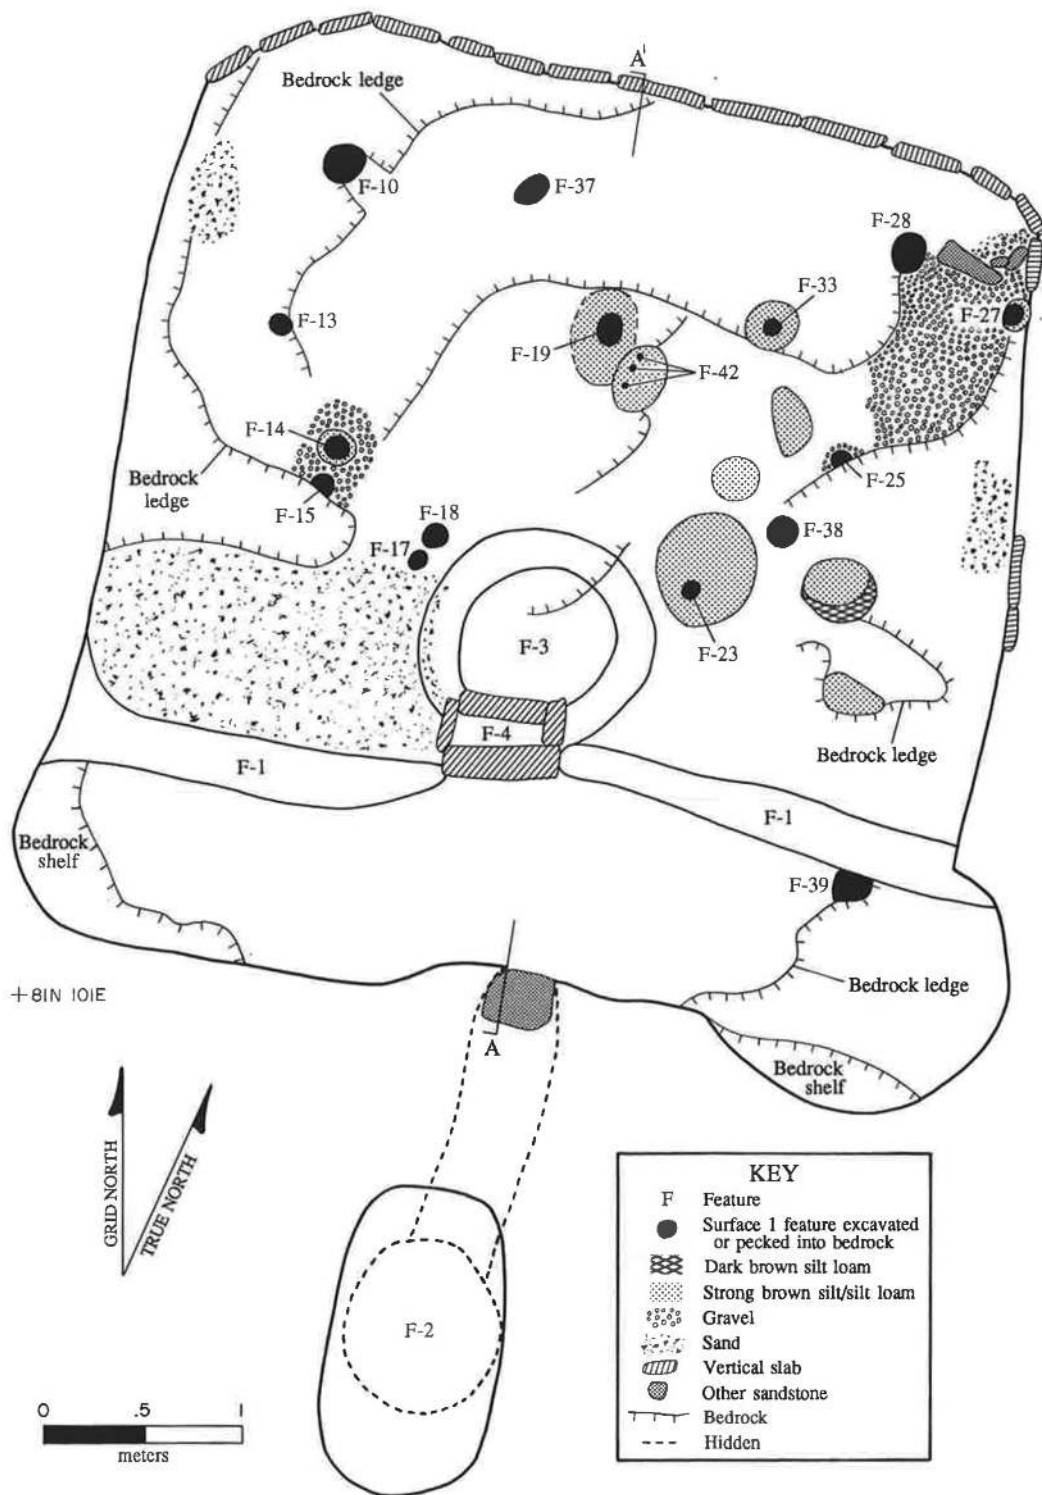 A'
Bedrock ledge
F-10
F-37
F-28
F-33
F-27
F-13
F-19
F-42
F-14
Bedrock
ledge
F-25
F-15
F-18
F-38
F-17
F-3
F-23
F-4
Bedrock ledge
F-1
F-1
Bedrock
shelf
F-39
+81N 101E
Bedrock ledge
A
Bedrock
shelf
GRID NORTH
TRUE NORTH
F-2
KEY
F Feature
Surface 1 feature excavated
or pecked into bedrock
Dark brown silt loam
Strong brown silt/silt loam
Gravel
Sand
Vertical slab
Other sandstone
Bedrock
Hidden
0 .5 1
meters